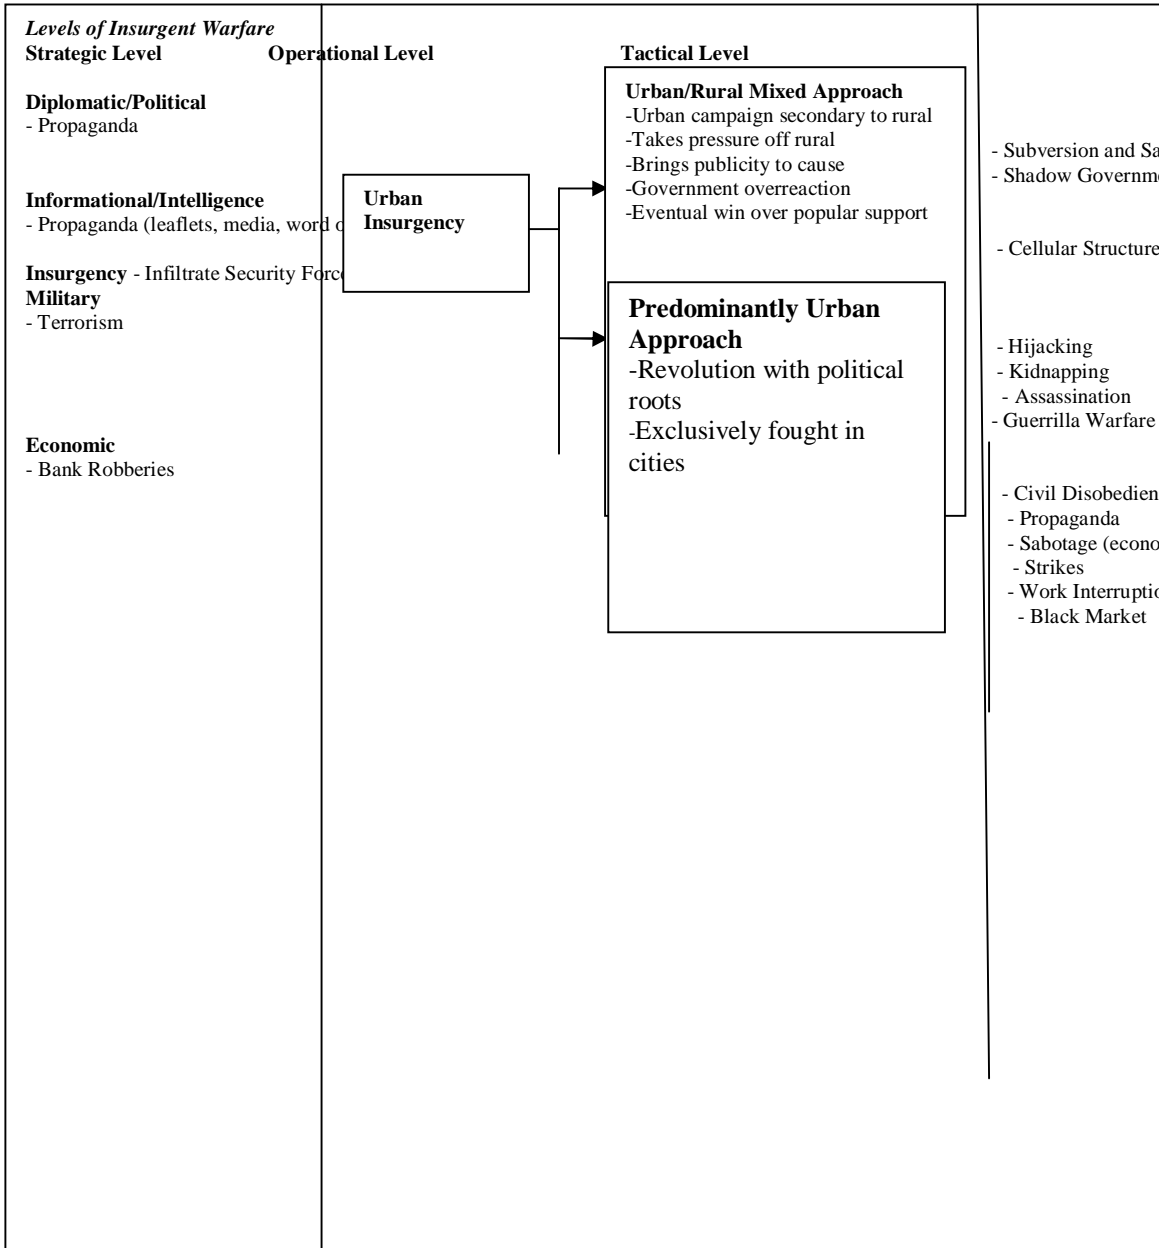 Levels of Insurgent Warfare
Strategic Level Operational Level Tactical Level
Diplomatic/Political
- Propaganda
Informational/Intelligence
- Propaganda (leaflets, media, word
Insurgency - Infiltrate Security
Military
- Terrorism
Economic
- Bank Robberies
Urban
Insurgency
Urban/Rural Mixed Approach
-Urban campaign secondary to rural
-Takes pressure off rural
-Brings publicity to cause
-Government overreaction
-Eventual win over popular support
Predominantly Urban
Approach
-Revolution with political
roots
-Exclusively fought in
cities
- Subversion and
- Shadow
- Cellular Structure
- Hijacking
- Kidnapping
- Assassination
- Guerrilla Warfare
- Civil
- Propaganda
- Sabotage
- Strikes
- Work
- Black Market